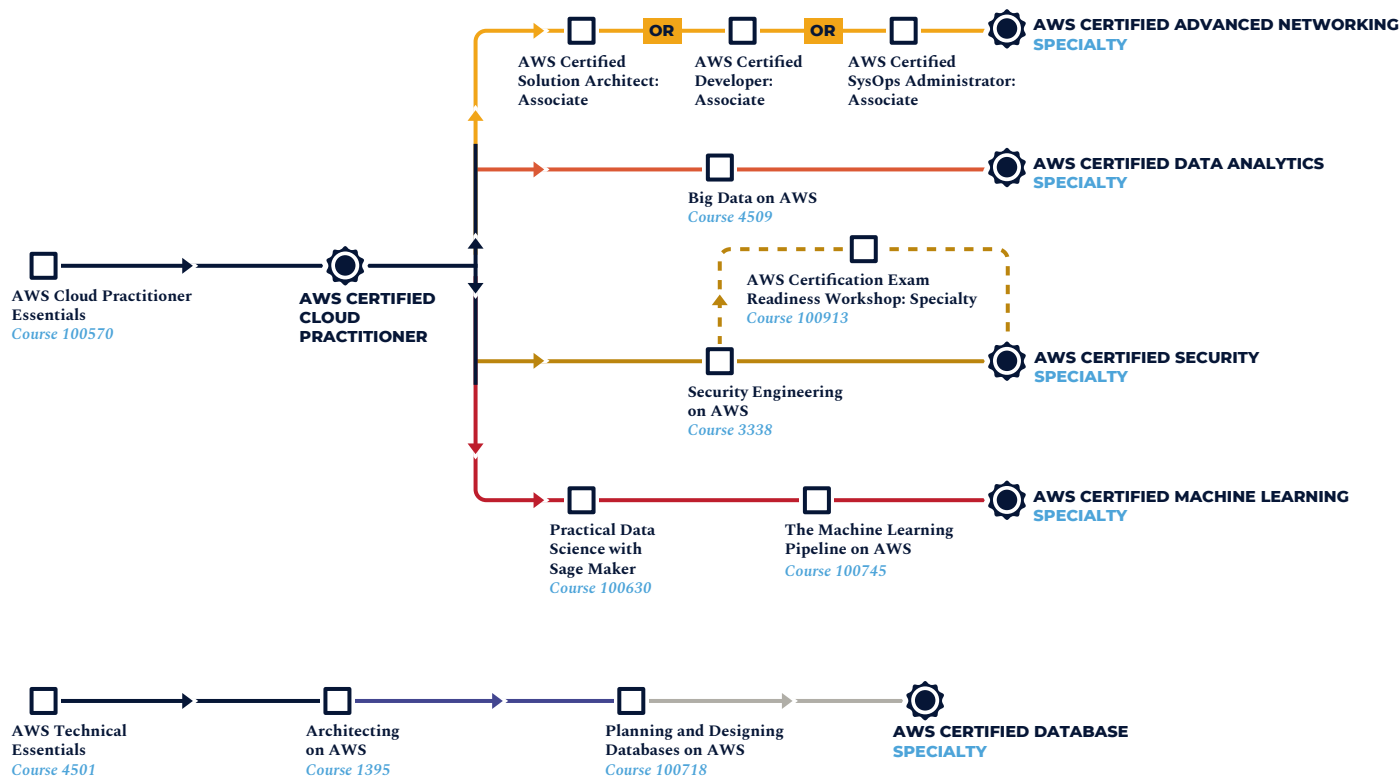 OR
OR
AWS CERTIFIED ADVANCED NETWORKING
SPECIALTY
AWS Certified
Solution Architect:
Associate
AWS Certified
Developer:
Associate
AWS Certified
SysOps Administrator:
Associate
AWS CERTIFIED DATA ANALYTICS
SPECIALTY
Big Data on AWS
Course 4509
AWS Cloud Practitioner
Essentials
Course 100570
AWS CERTIFIED
CLOUD
PRACTITIONER
AWS Certification Exam
Readiness Workshop: Specialty
Course 100913
AWS CERTIFIED SECURITY
SPECIALTY
Security Engineering
on AWS
Course 3338
AWS CERTIFIED MACHINE LEARNING
SPECIALTY
Practical Data
Science with
Sage Maker
Course 100630
The Machine Learning
Pipeline on AWS
Course 100745
AWS Technical
Essentials
Course 4501
Architecting
on AWS
Course 1395
Planning and Designing
Databases on AWS
Course 100718
AWS CERTIFIED DATABASE
SPECIALTY